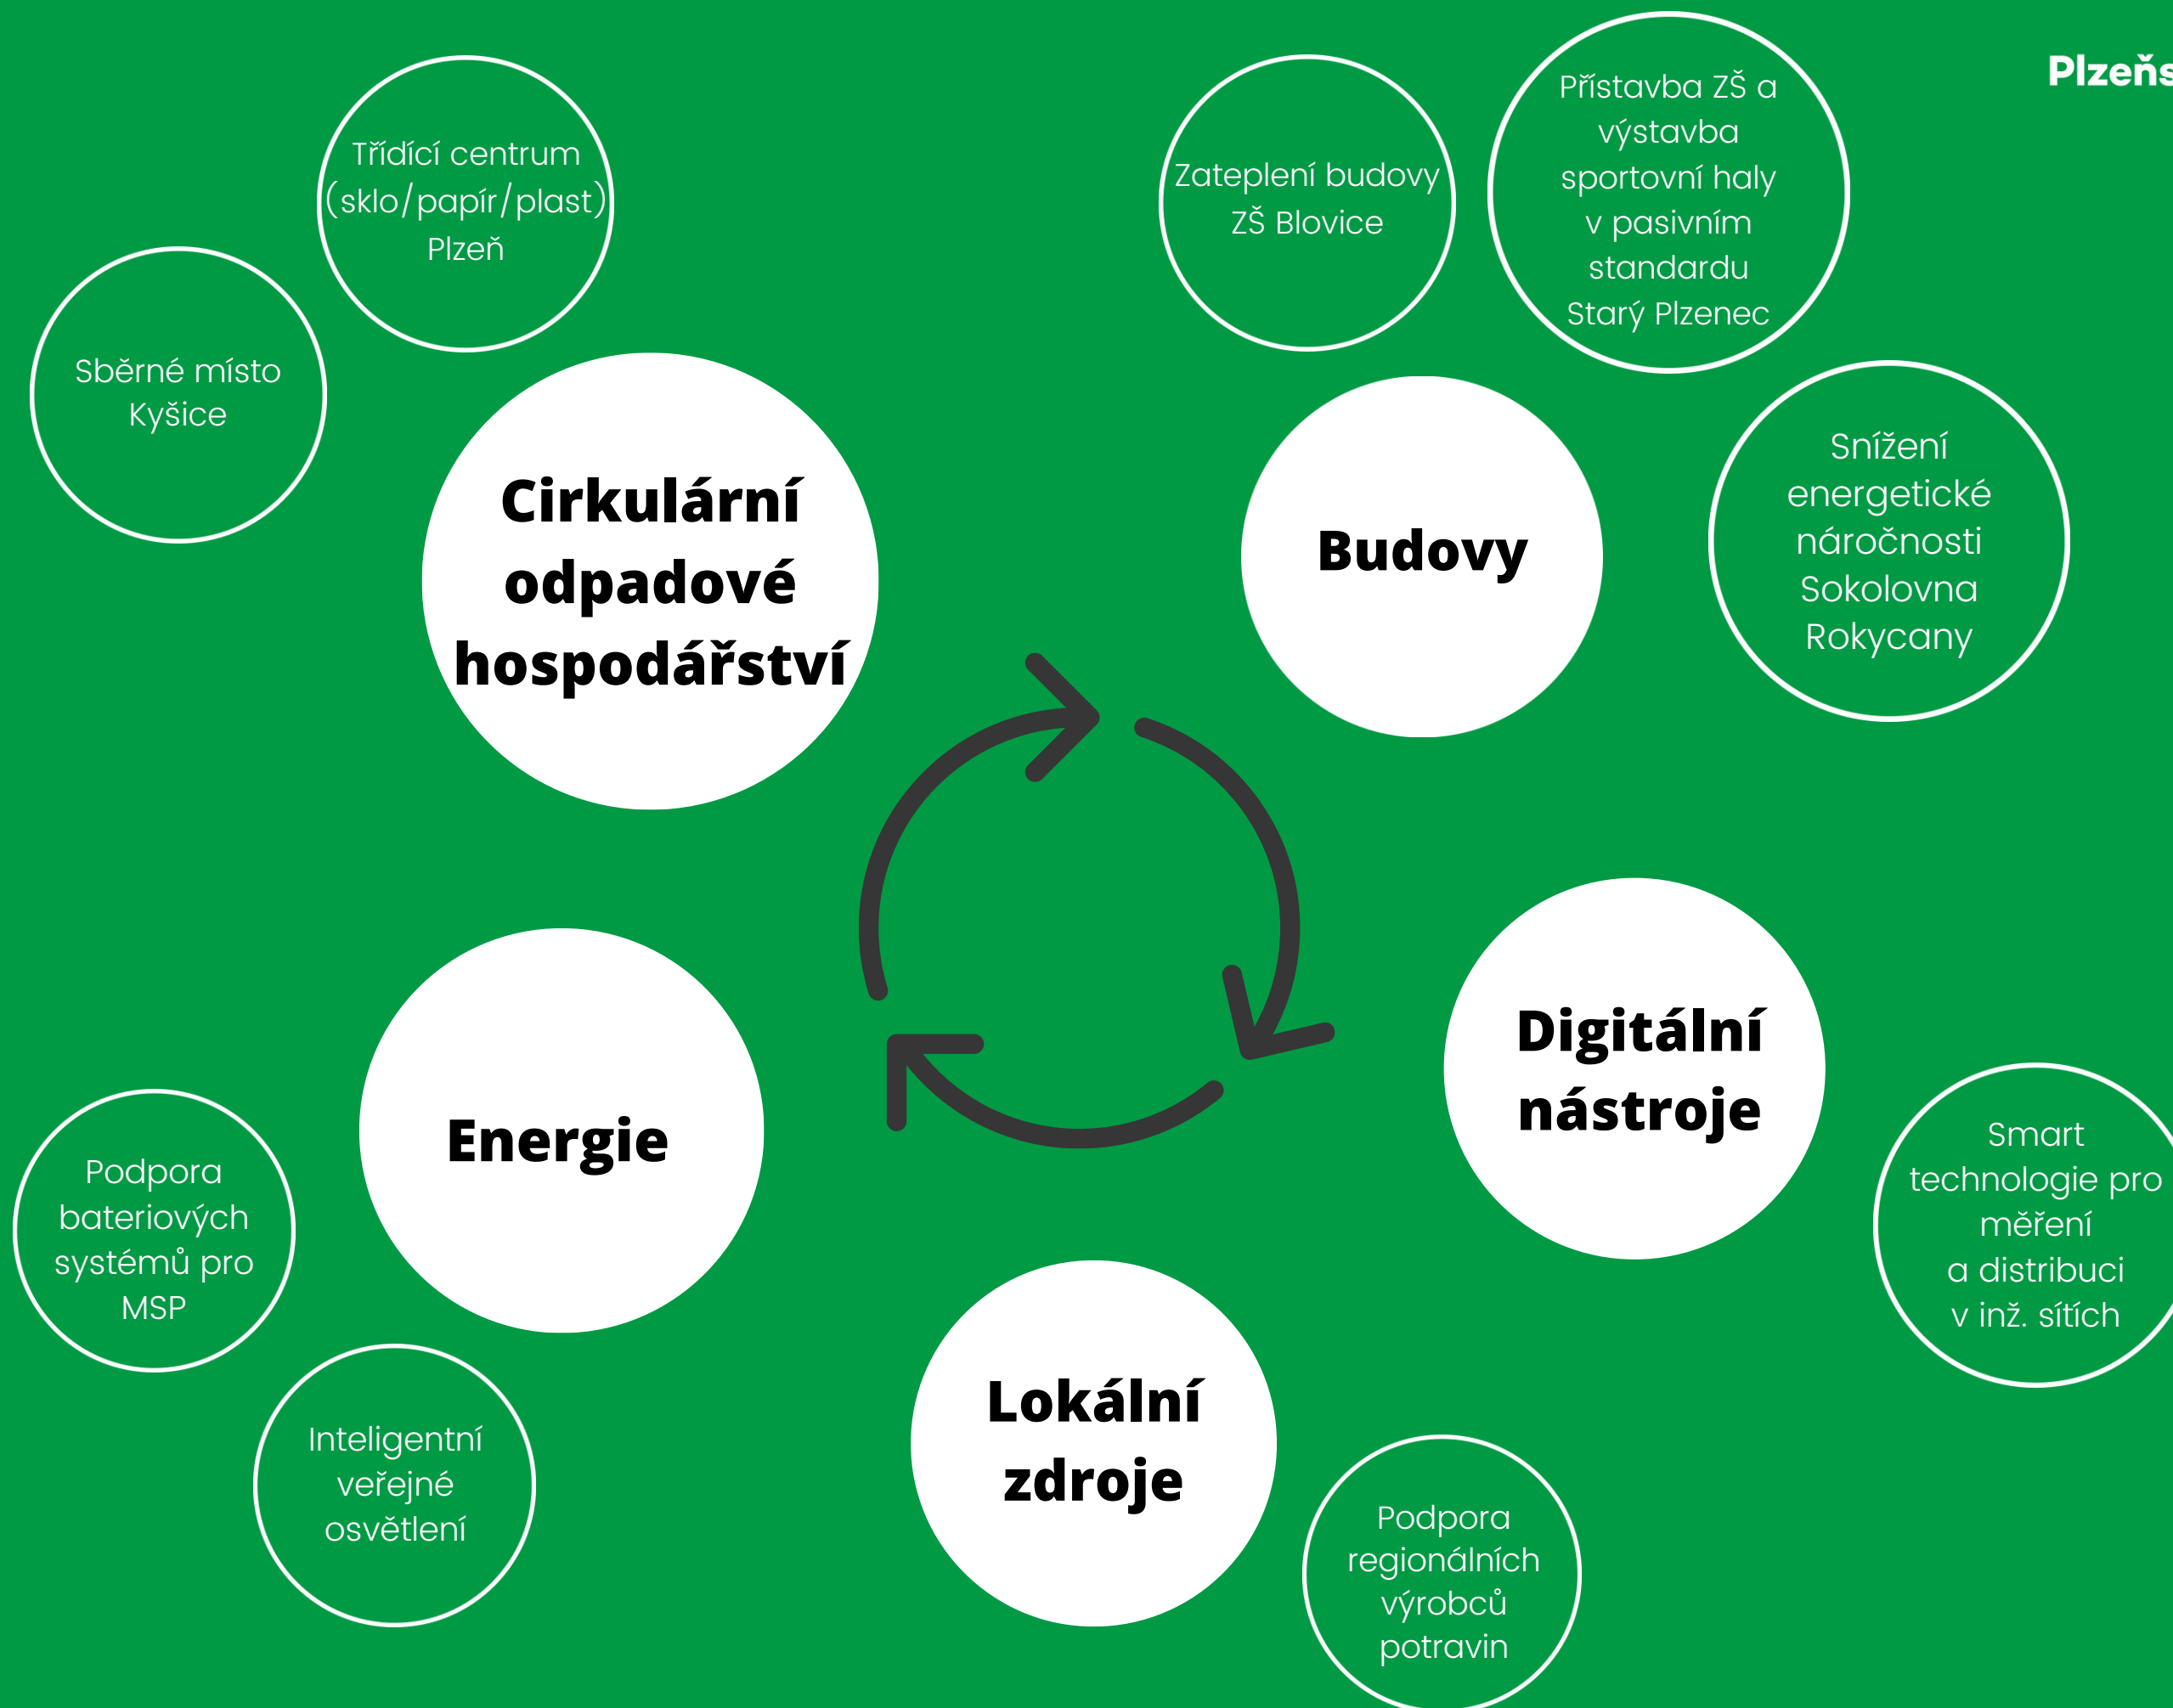 Plzeňs
Třídící centrum
(sklo/papír/plast)
Plzeň
Sběrné místo
Kyšice
Cirkulární
odpadové
hospodářství
Zateplení budovy
ZŠ Blovice
Přístavba ZŠ a
výstavba
sportovní haly
v pasivním
standardu
Starý Plzenec
Budovy
Snížení
energetické
náročnosti
Sokolovna
Rokycany
Digitální
nástroje
Smart
technologie pro
měření
a distribuci
v inž. sítích
Energie
Podpora
bateriových
systémů pro
MSP
Inteligentní
veřejné
osvětlení
Lokální
zdroje
Podpora
regionálních
výrobců
potravin